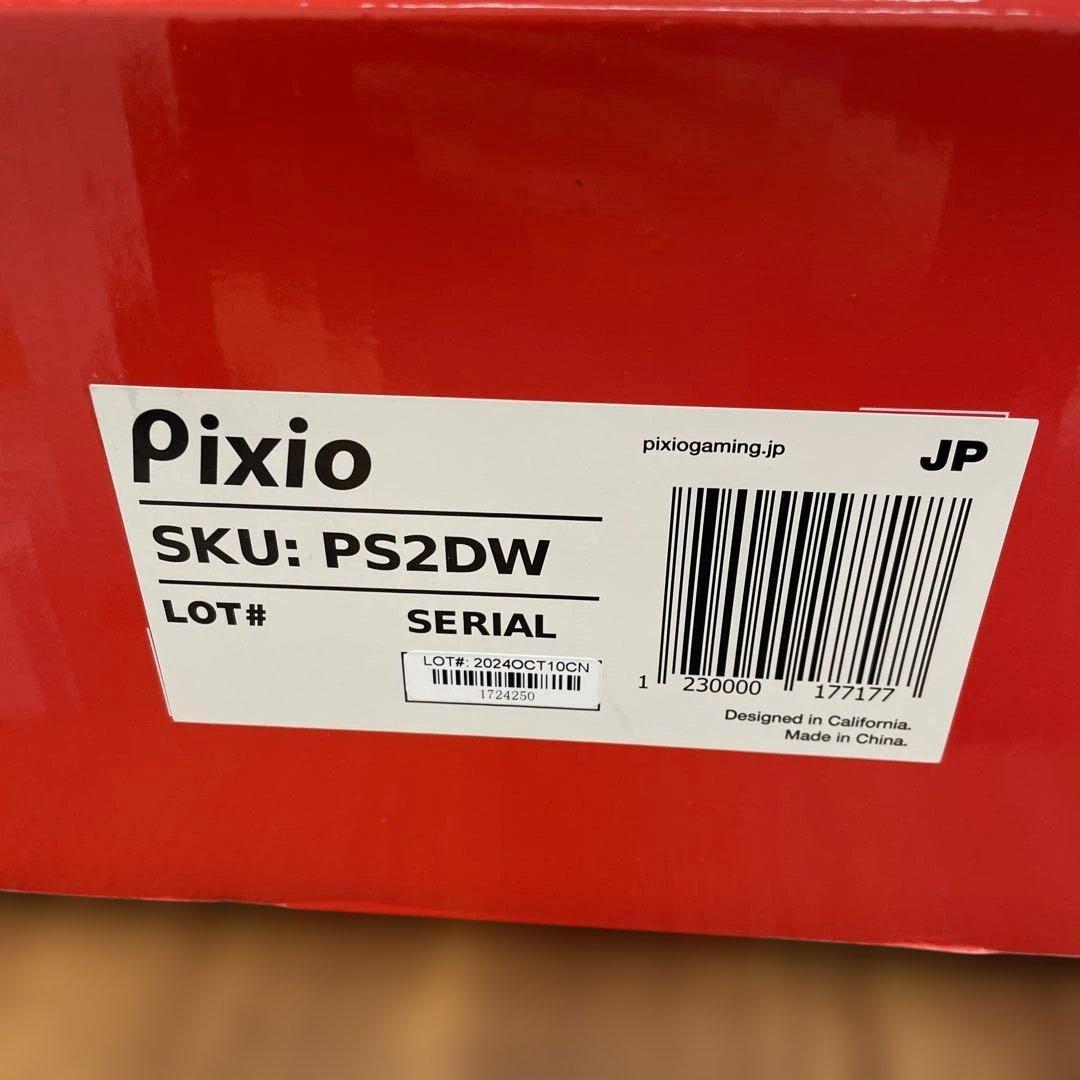 Pixio
SKU: PS2DW
LOT# SERIAL
LOT#: 2024OCT10CN
1724250
pixiogaming.jp JP
1 230000 177177
Designed in California.
Made in China.